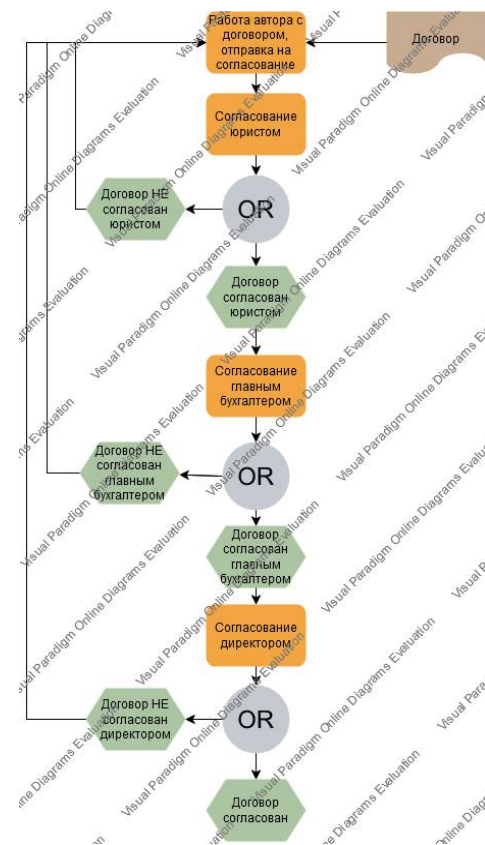 Работа автора с
договором,
отправка на
согласование
Договор
Согласование
юристом
Договор НЕ
согласован
юристом
OR
Договор
согласован
юристом
Согласование
главным
бухгалтером
Договор НЕ
согласован
главным
бухгалтером
OR
Договор
согласован
главным
бухгалтером
Согласование
директором
Договор НЕ
согласован
директором
OR
Договор
согласован
Visual Paradigm Online Diagrams Evaluation